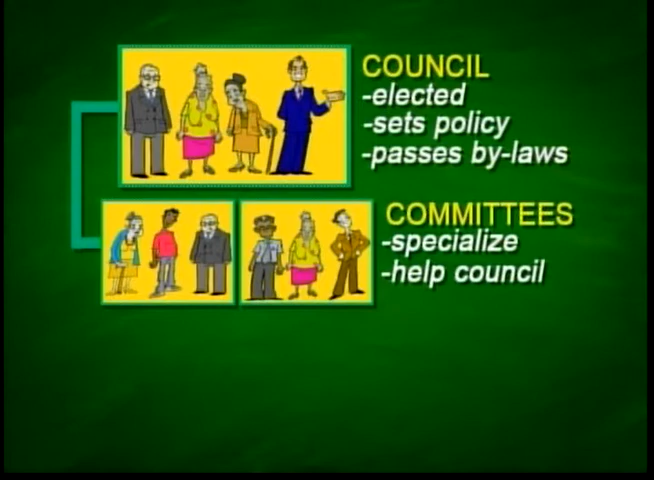 COUNCIL
-elected
-sets policy
-passes by-laws
COMMITTEES
-specialize
-help council